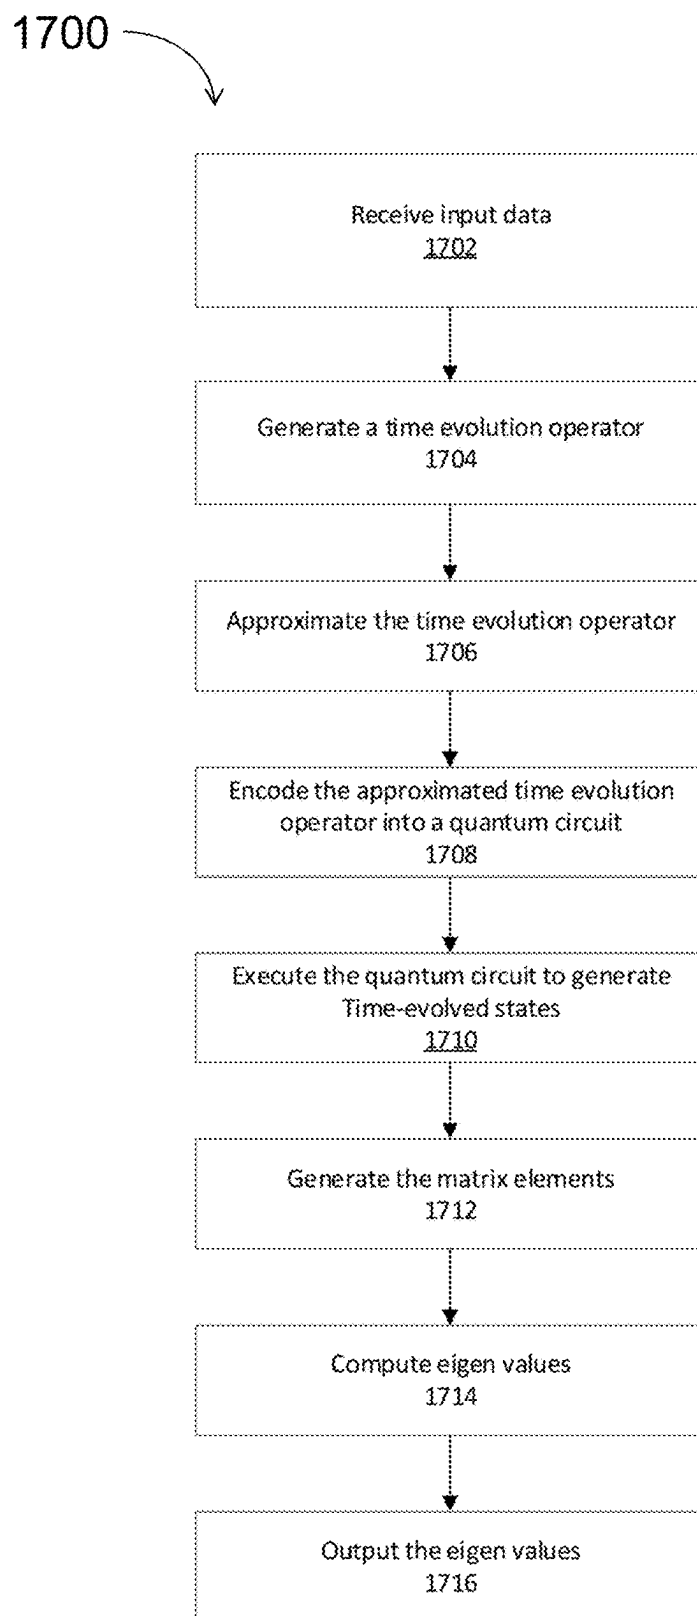 1700
Receive input data
1702
Generate a time evolution operator
1704
Approximate the time evolution operator
1706
Encode the approximated time evolution
operator into a quantum circuit
1708
Execute the quantum circuit to generate
Time-evolved states
1710
Generate the matrix elements
1712
Compute eigen values
1714
Output the eigen values
1716